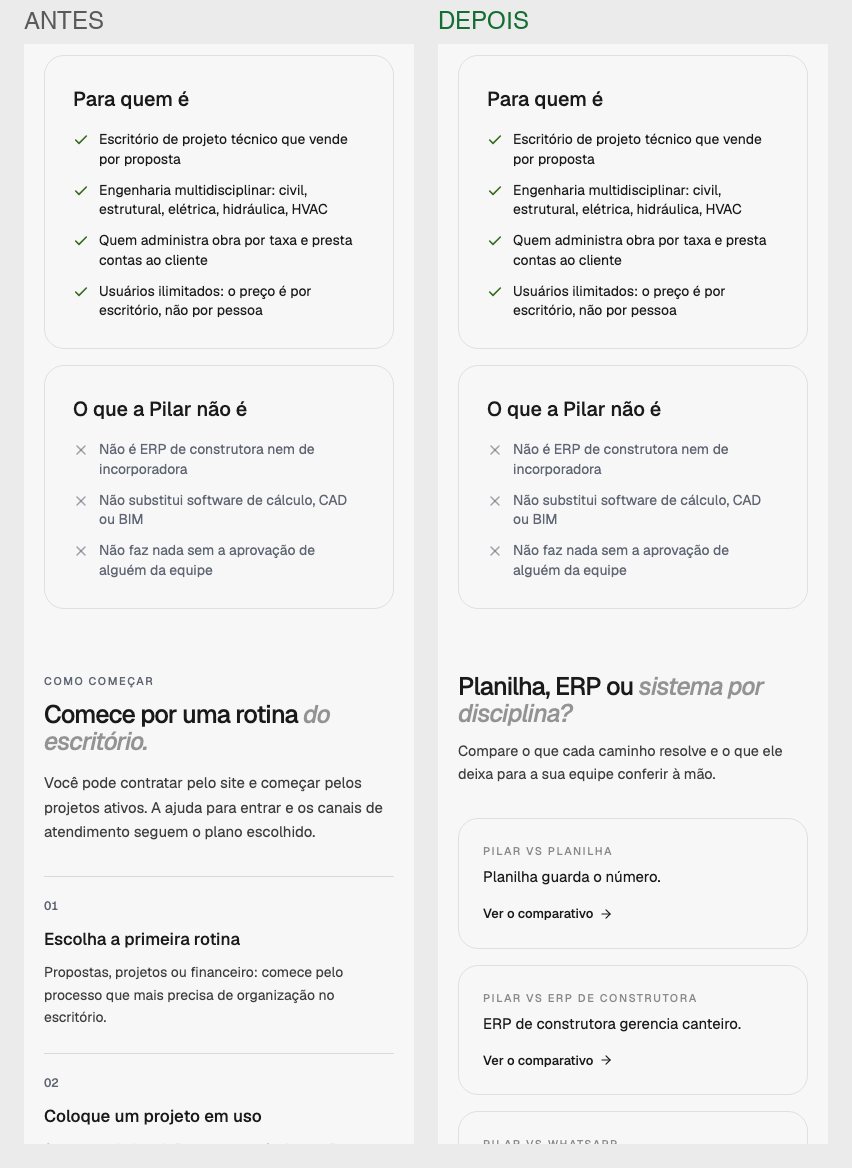 ANTES
Para quem é
Escritório de projeto técnico que vende
por proposta
Engenharia multidisciplinar: civil,
estrutural, elétrica, hidráulica, HVAC
Quem administra obra por taxa e presta
contas ao cliente
Usuários ilimitados: o preço é por
escritório, não por pessoa
O que a Pilar não é
Não é ERP de construtora nem de
incorporadora
Não substitui software de cálculo, CAD
ou BIM
Não faz nada sem a aprovação de
alguém da equipe
COMO COMEÇAR
Comece por uma rotina do
escritório.
Você pode contratar pelo site e começar pelos
projetos ativos. A ajuda para entrar e os canais de
atendimento seguem o plano escolhido.
01
Escolha a primeira rotina
Propostas, projetos ou financeiro: comece pelo
processo que mais precisa de organização no
escritório.
02
Coloque um projeto em uso
DEPOIS
Para quem é
Escritório de projeto técnico que vende
por proposta
Engenharia multidisciplinar: civil,
estrutural, elétrica, hidráulica, HVAC
Quem administra obra por taxa e presta
contas ao cliente
Usuários ilimitados: o preço é por
escritório, não por pessoa
O que a Pilar não é
Não é ERP de construtora nem de
incorporadora
Não substitui software de cálculo, CAD
ou BIM
Não faz nada sem a aprovação de
alguém da equipe
Planilha, ERP ou sistema por
disciplina?
Compare o que cada caminho resolve e o que ele
deixa para a sua equipe conferir à mão.
PILAR VS PLANILHA
Planilha guarda o número.
Ver o comparativo →
PILAR VS ERP DE CONSTRUTORA
ERP de construtora gerencia canteiro.
Ver o comparativo →
PILAR VS WHATSAPP